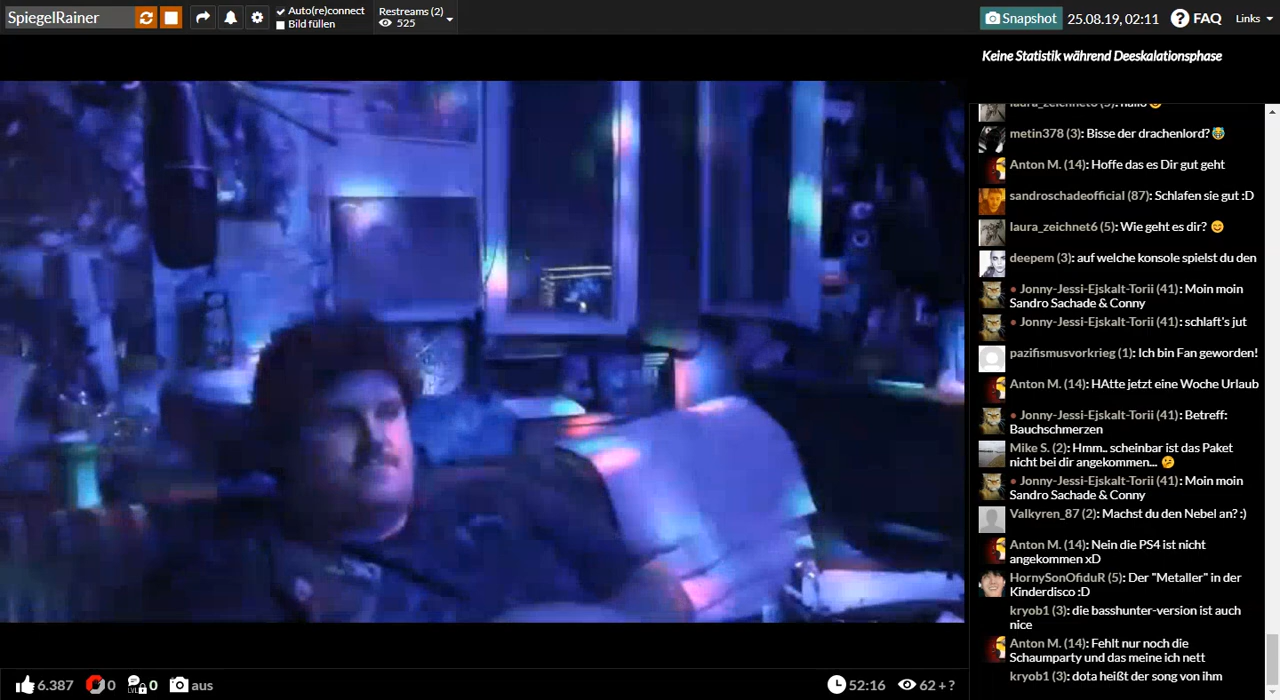 SpiegelRainer
Auto(re)connect
Bild füllen
Restreams (2)
525
Snapshot
25.08.19, 02:11
? FAQ
Links
Keine Statistik während Deeskalationsphase
laura_zeichnet6 (5): hallo
metin378 (3): Bisse der drachenlord?
Anton M. (14): Hoffe das es Dir gut geht
sandroschadeofficial (87): Schlafen sie gut :D
laura_zeichnet6 (5): Wie geht es dir?
deepem (3): auf welche konsole spielst du den
Jonny-Jessi-Ejskalt-Torii (41): Moin moin
Sandro Sachade & Conny
Jonny-Jessi-Ejskalt-Torii (41): schlaft's jut
pazifismusvorkrieg (1): Ich bin Fan geworden!
Anton M. (14): HAtte jetzt eine Woche Urlaub
Jonny-Jessi-Ejskalt-Torii (41): Betreff:
Bauchschmerzen
Mike S. (2): Hmm.. scheinbar ist das Paket
nicht bei dir angekommen...
Jonny-Jessi-Ejskalt-Torii (41): Moin moin
Sandro Sachade & Conny
Valkyren_87 (2): Machst du den Nebel an? :)
Anton M. (14): Nein die PS4 ist nicht
angekommen xD
HornySonOfiduR (5): Der "Metaller" in der
Kinderdisco :D
kryob1 (3): die basshunter-version ist auch
nice
Anton M. (14): Fehlt nur noch die
Schaumparty und das meine ich nett
kryob1 (3): dota heißt der song von ihm
6.387
0
LVL
0
aus
52:16
62 + ?